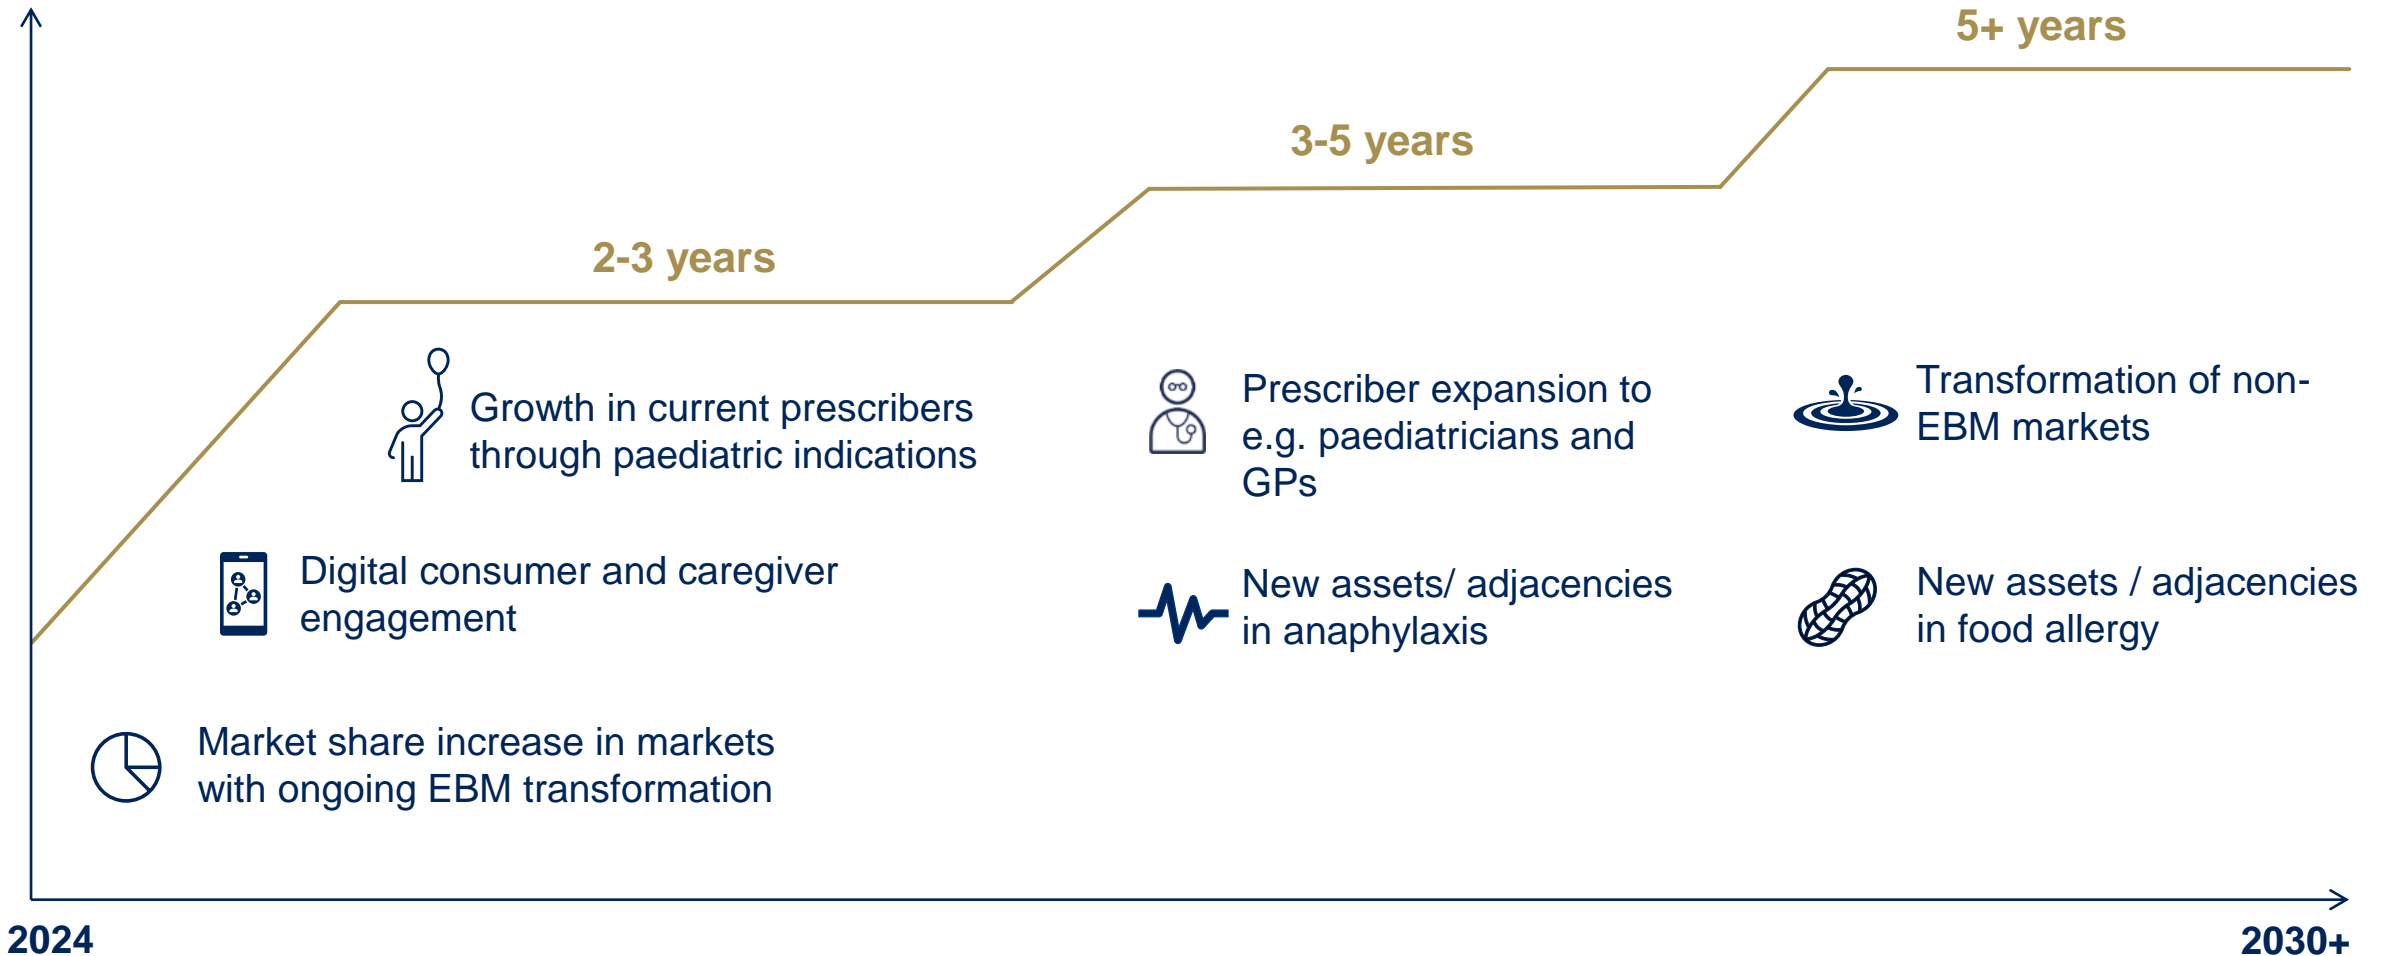 5+ years
3-5 years
2-3 years
Growth in current prescribers
through paediatric indications
Digital consumer and caregiver
engagement
Market share increase in markets
with ongoing EBM transformation
Prescriber expansion to
e.g. paediatricians and
GPs
New assets/ adjacencies
in anaphylaxis
Transformation of non-
EBM markets
New assets / adjacencies
in food allergy
2024
2030+